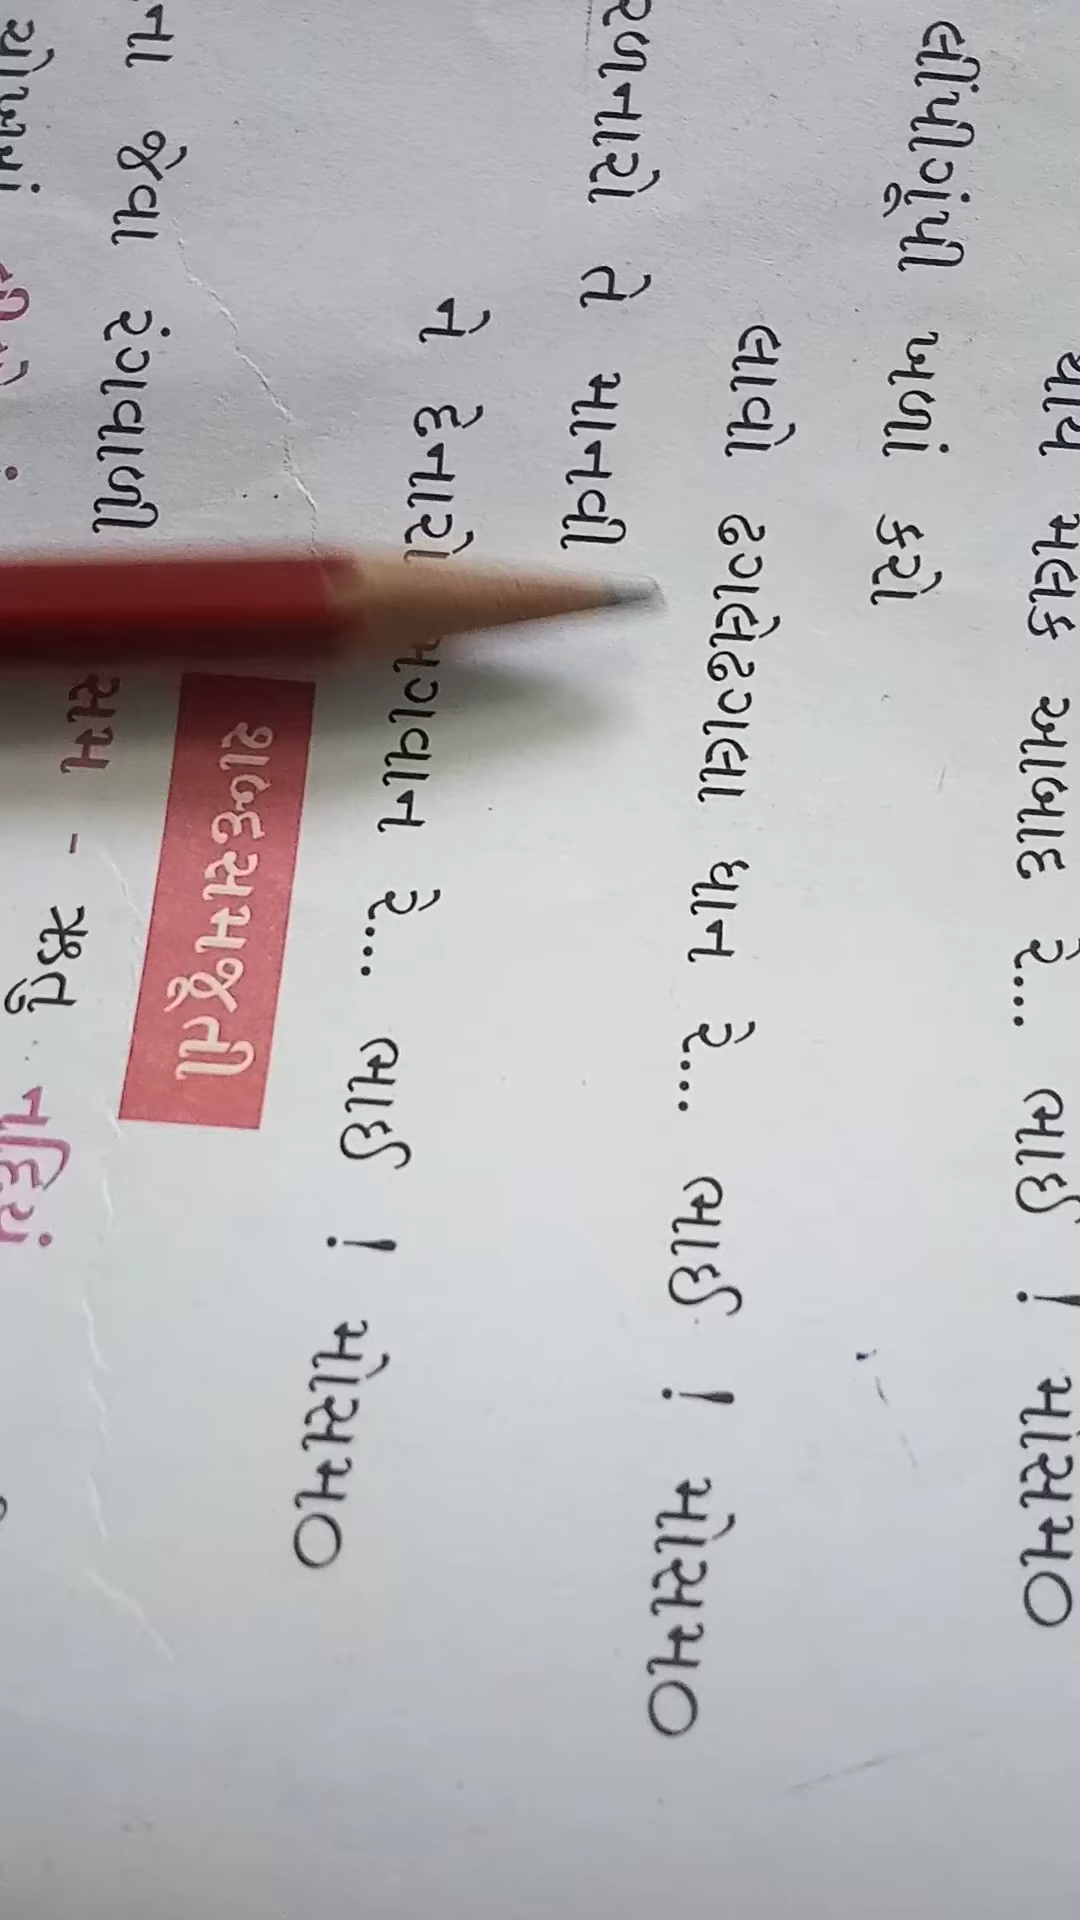 થાય મલક આબાદ રે... ભાઈ ! મોસમ૦
લીંપીગૂંપી ખળાં કરો
લાવો ઢગલેઢગલા ધાન રે... ભાઈ ! મોસમ૦
રળનારો તે માનવી
ને દેનારો ભગવાન રે... ભાઈ ! મોસમ૦
શબ્દસમજૂતી
જેવા રંગવાળી
સમ - ઋતુ